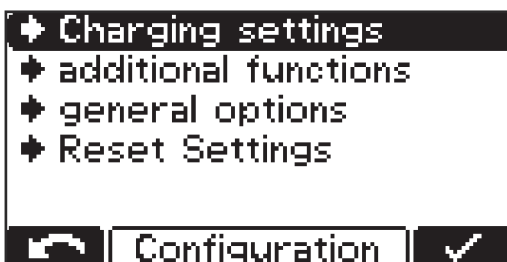 Charging settings
additional functions
general options
Reset Settings
Configuration